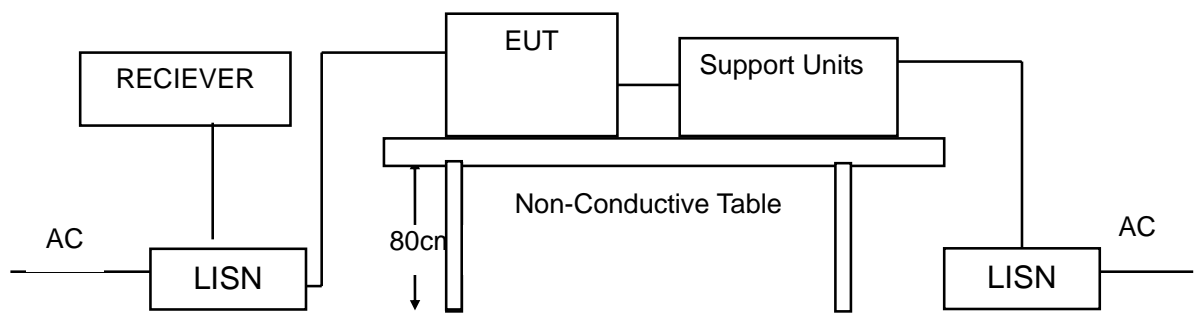 EUT
Support Units
RECIEVER
Non-Conductive Table
80cm
AC
AC
LISN
LISN